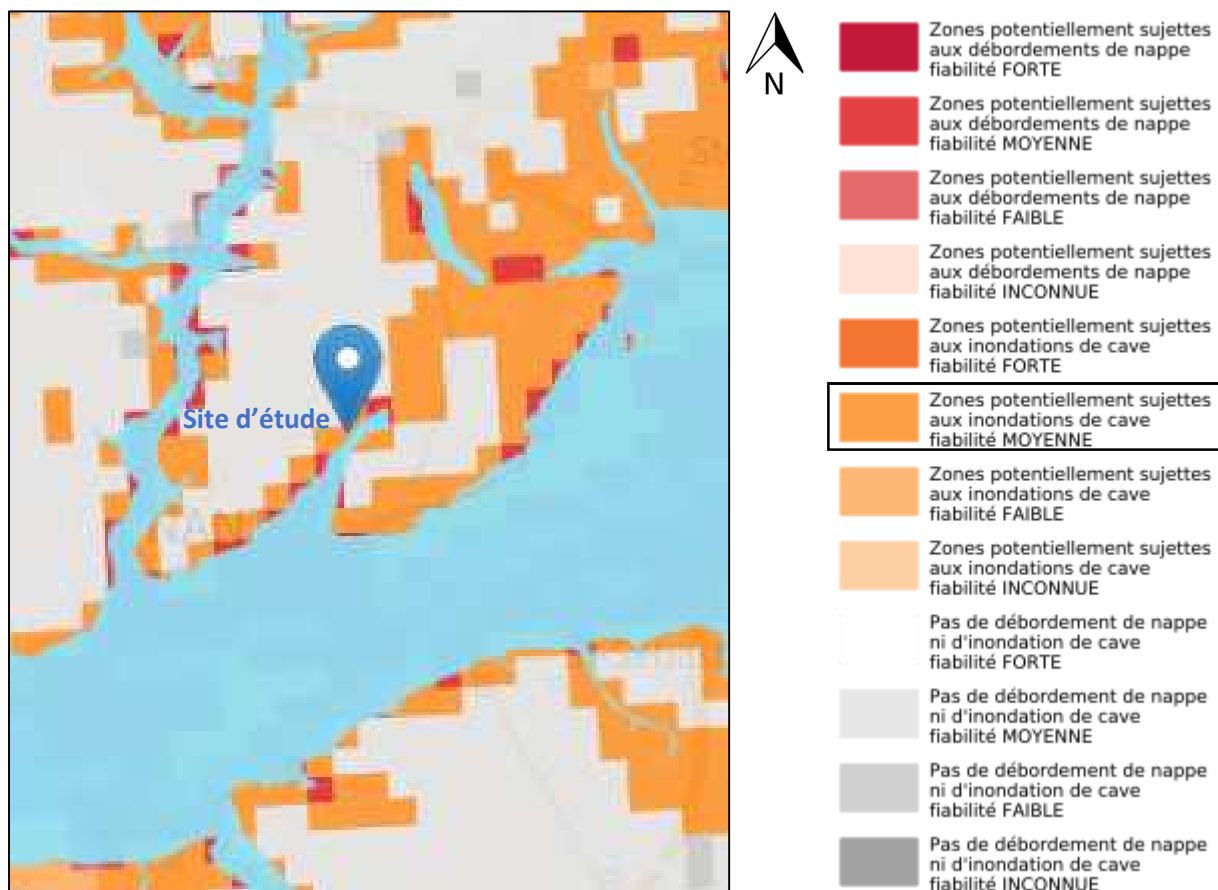 N
Site d'étude
Zones potentiellement sujettes
aux débordements de nappe
fiabilité FORTE
Zones potentiellement sujettes
aux débordements de nappe
fiabilité MOYENNE
Zones potentiellement sujettes
aux débordements de nappe
fiabilité FAIBLE
Zones potentiellement sujettes
aux débordements de nappe
fiabilité INCONNUE
Zones potentiellement sujettes
aux inondations de cave
fiabilité FORTE
Zones potentiellement sujettes
aux inondations de cave
fiabilité MOYENNE
Zones potentiellement sujettes
aux inondations de cave
fiabilité FAIBLE
Zones potentiellement sujettes
aux inondations de cave
fiabilité INCONNUE
Pas de débordement de nappe
ni d'inondation de cave
fiabilité FORTE
Pas de débordement de nappe
ni d'inondation de cave
fiabilité MOYENNE
Pas de débordement de nappe
ni d'inondation de cave
fiabilité FAIBLE
Pas de débordement de nappe
ni d'inondation de cave
fiabilité INCONNUE